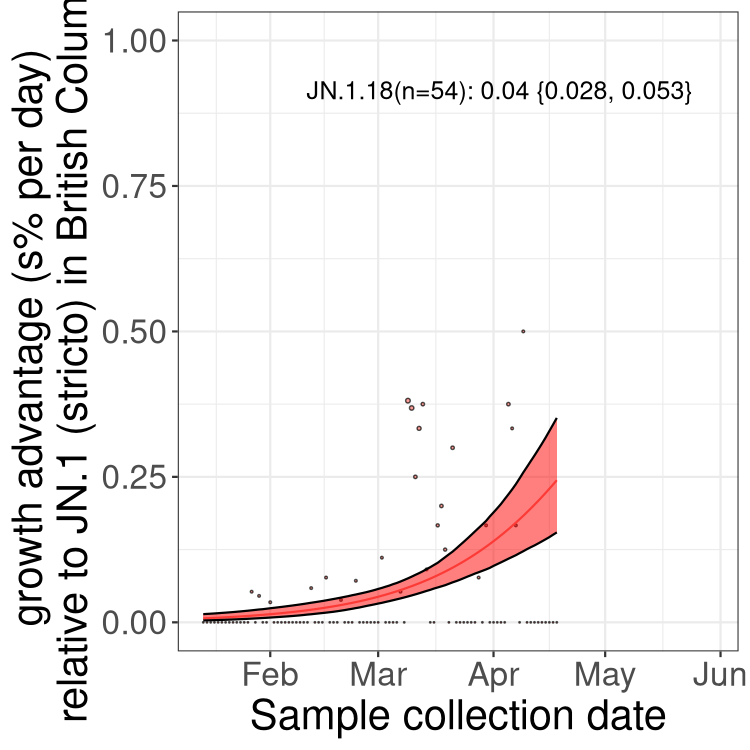 growth advantage (s% per day)
relative to JN.1 (stricto) in British Colum
1.00
0.75
0.50
0.25
0.00
JN.1.18(n=54): 0.04 {0.028, 0.053}
Feb Mar Apr May Jun
Sample collection date